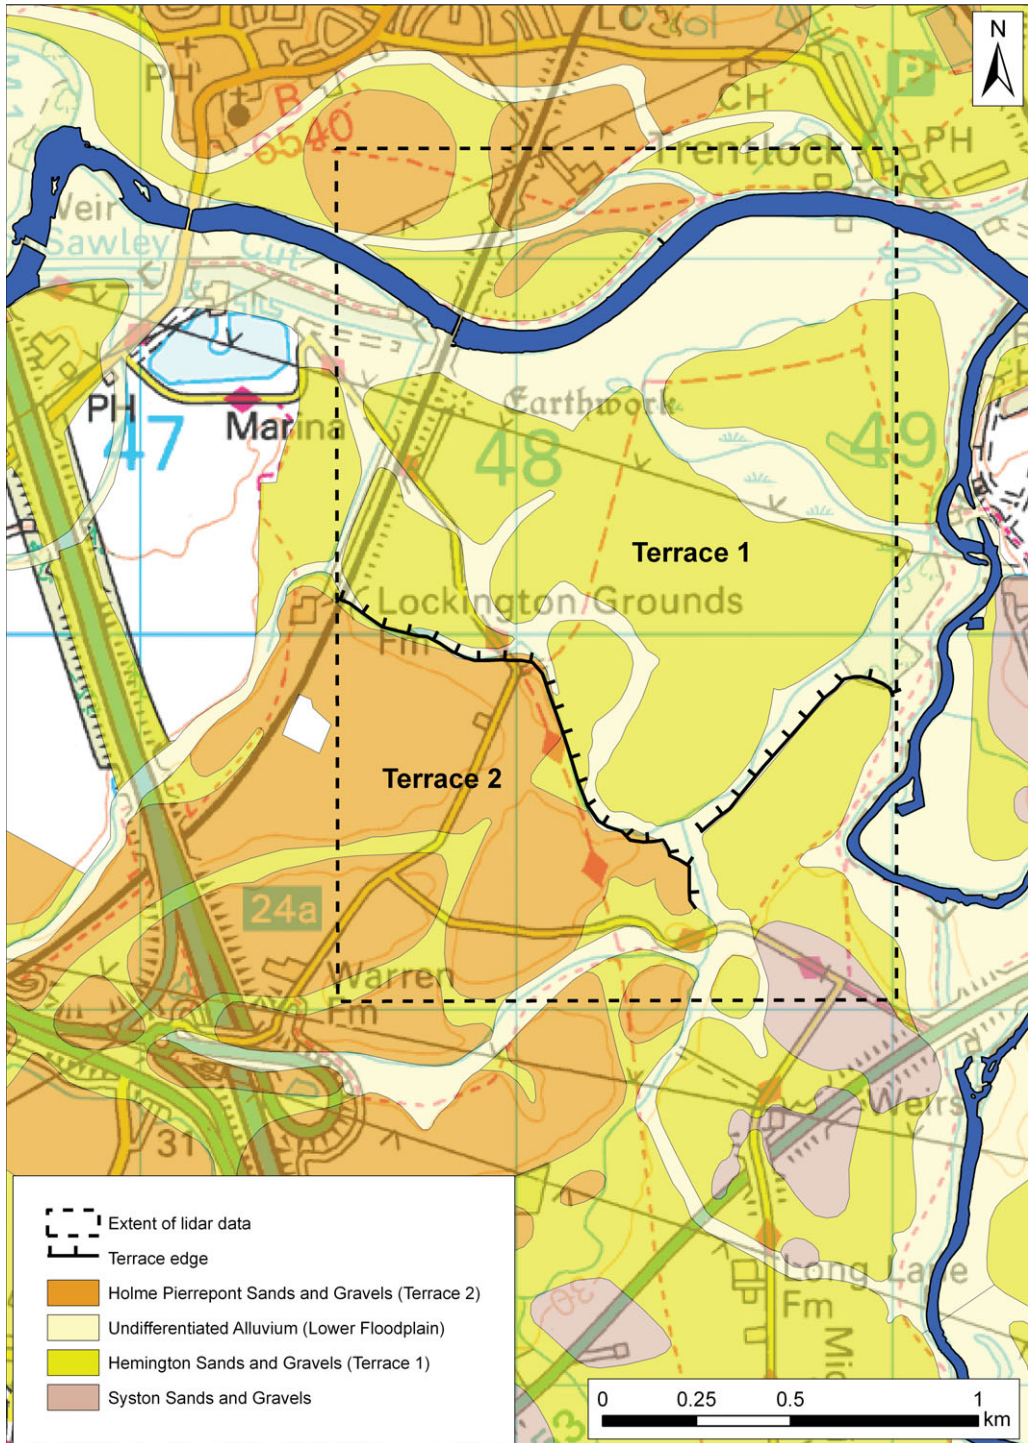 N
PH
B
6540
P
CH
Trentlock
PH
Weir
Sawley
Cut
PH
Marina
47
Earthwork
48
49
Terrace 1
Lockington Grounds
Fm
Terrace 2
24a
Warren
Fm
Weirs
31
Long Lane
Fm
30
Extent of lidar data
Terrace edge
Holme Pierrepont Sands and Gravels (Terrace 2)
Undifferentiated Alluvium (Lower Floodplain)
Hemington Sands and Gravels (Terrace 1)
Syston Sands and Gravels
0 0.25 0.5 1
km